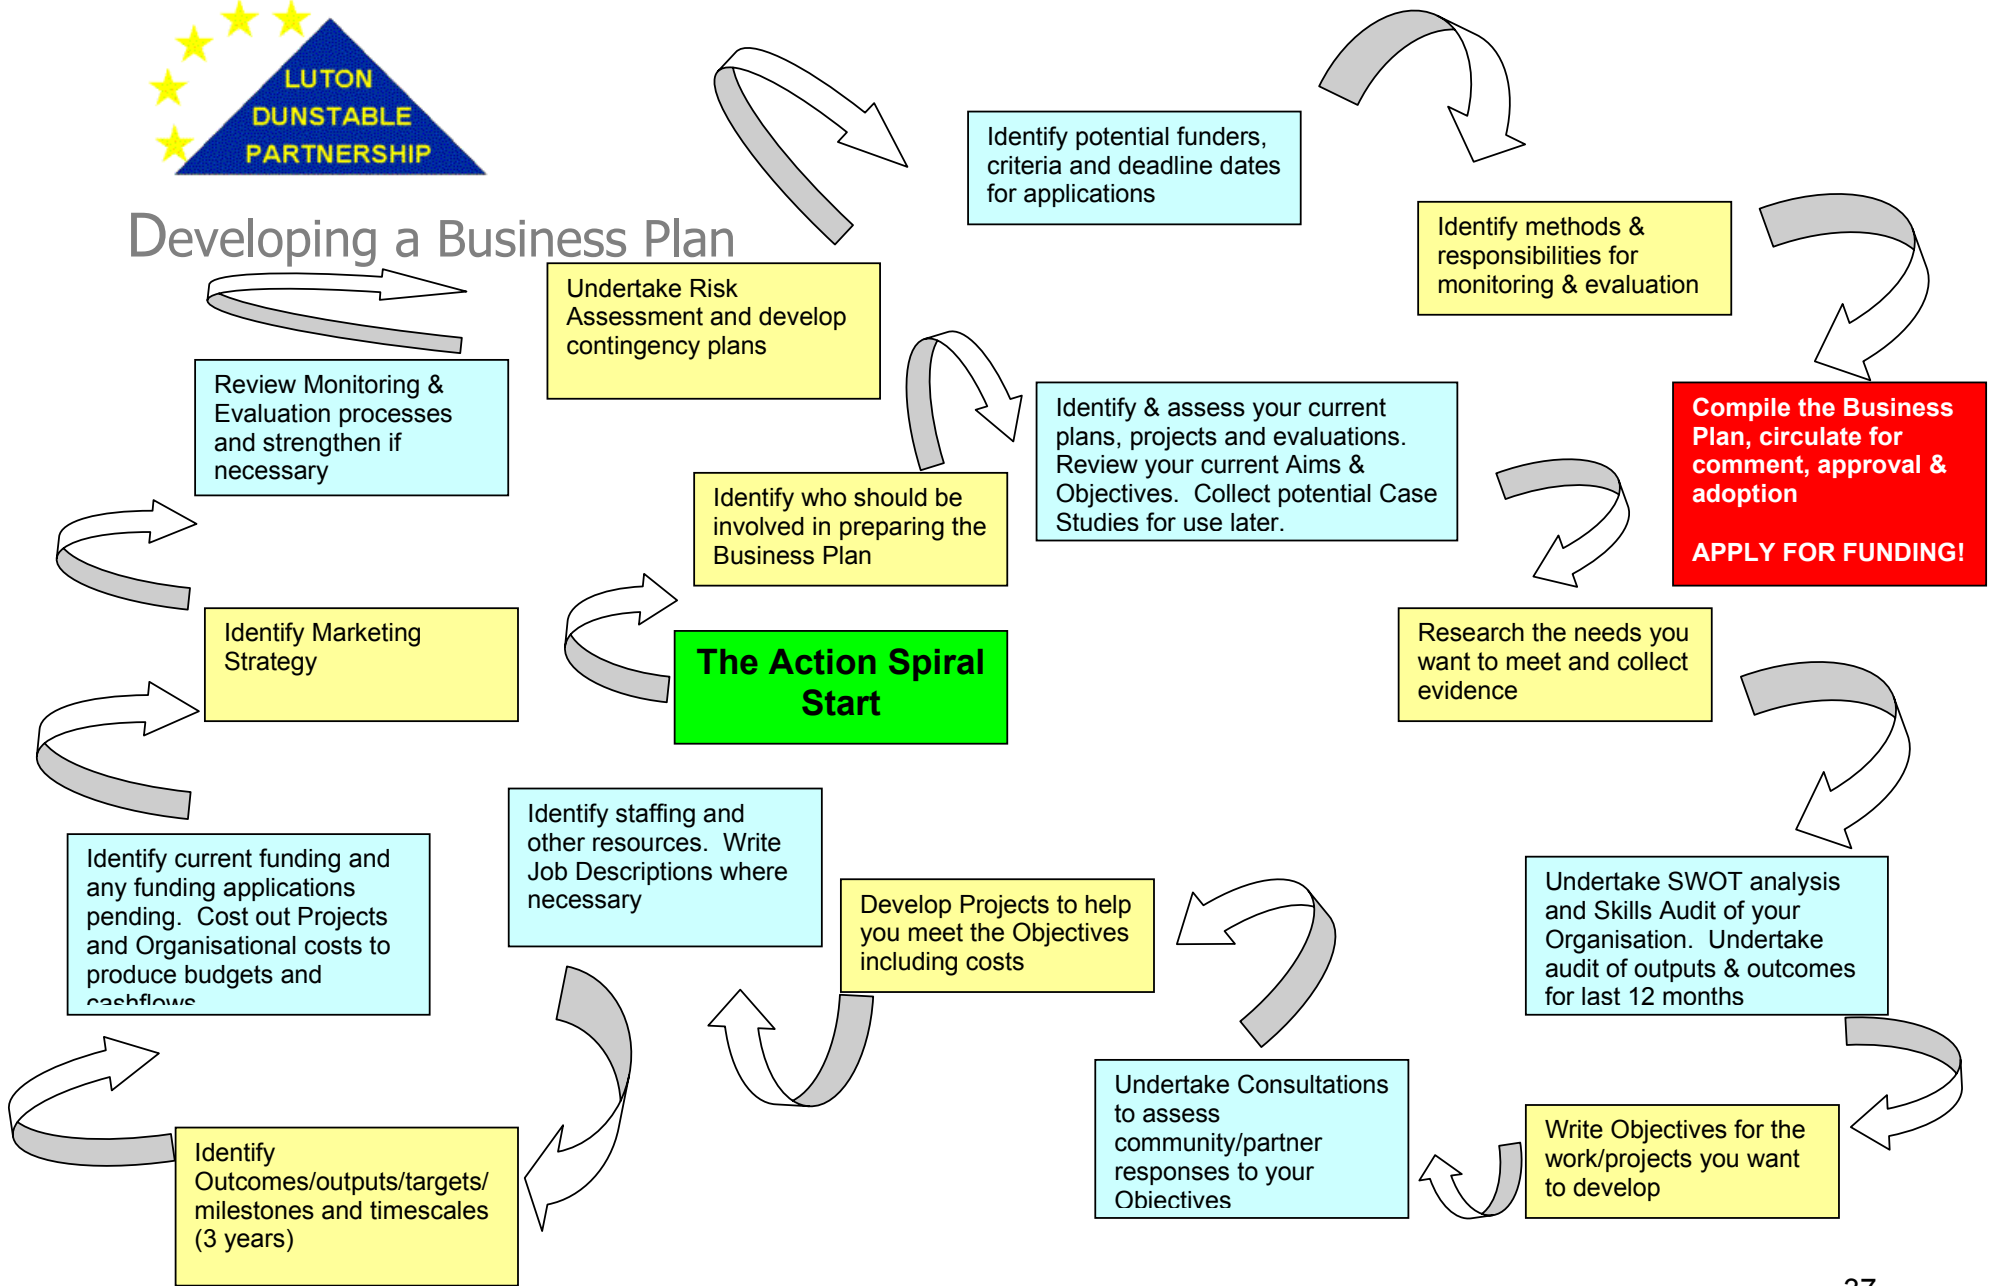 LUTON
DUNSTABLE
PARTNERSHIP
Developing a Business Plan
Identify potential funders,
criteria and deadline dates
for applications
Identify methods &
responsibilities for
monitoring & evaluation
Undertake Risk
Assessment and develop
contingency plans
Review Monitoring &
Evaluation processes
and strengthen if
necessary
Identify & assess your current
plans, projects and evaluations.
Review your current Aims &
Objectives. Collect potential Case
Studies for use later.
Compile the Business
Plan, circulate for
comment, approval &
adoption
APPLY FOR FUNDING!
Identify who should be
involved in preparing the
Business Plan
Identify Marketing
Strategy
The Action Spiral
Start
Research the needs you
want to meet and collect
evidence
Identify staffing and
other resources. Write
Job Descriptions where
necessary
Identify current funding and
any funding applications
pending. Cost out Projects
and Organisational costs to
produce budgets and
cashflows
Develop Projects to help
you meet the Objectives
including costs
Undertake SWOT analysis
and Skills Audit of your
Organisation. Undertake
audit of outputs & outcomes
for last 12 months
Undertake Consultations
to assess
community/partner
responses to your
Objectives
Write Objectives for the
work/projects you want
to develop
Identify
Outcomes/outputs/targets/
milestones and timescales
(3 years)
37